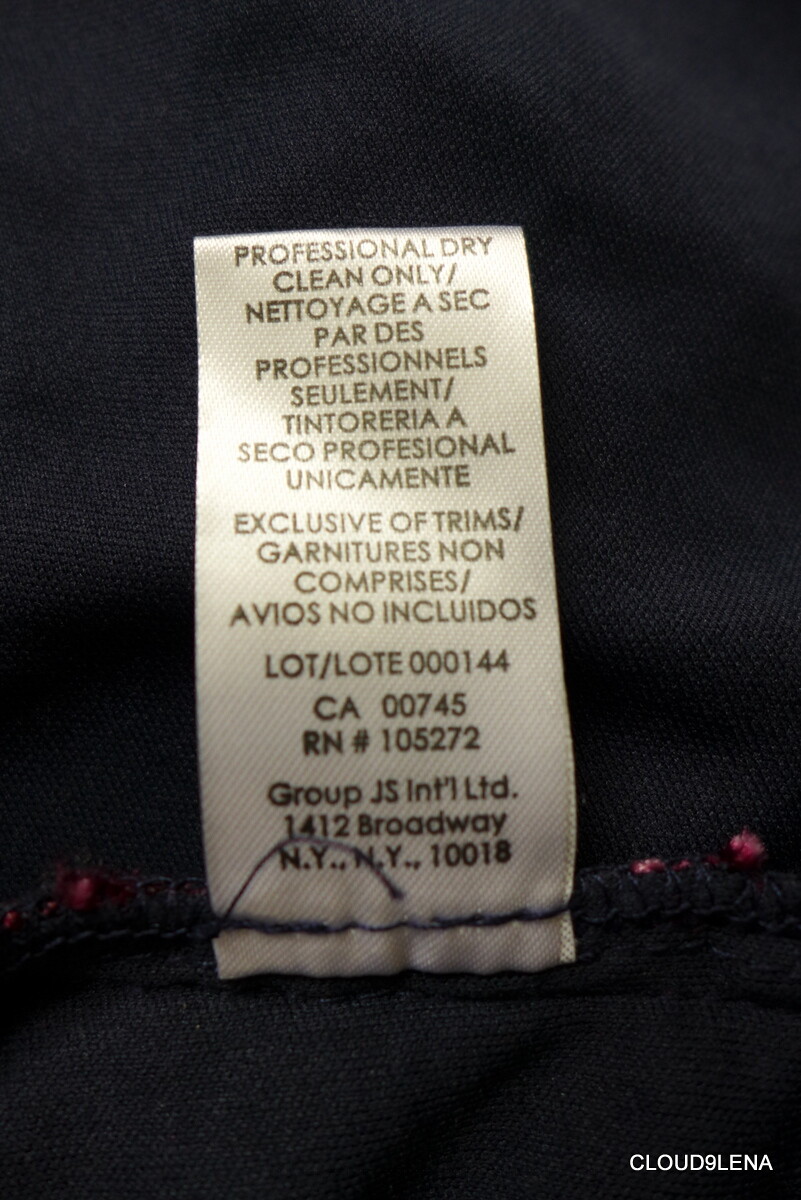 PROFESSIONAL DRY
CLEAN ONLY/
NETTOYAGE A SEC
PAR DES
PROFESSIONNELS
SEULEMENT/
TINTORERIA A
SECO PROFESIONAL
UNICAMENTE
EXCLUSIVE OF TRIMS/
GARNITURES NON
COMPRISES/
AVIOS NO INCLUIDOS
LOT/LOTE 000144
CA 00745
RN # 105272
Group JS Int'l Ltd.
1412 Broadway
N.Y., N.Y., 10018
CLOUD9LENA